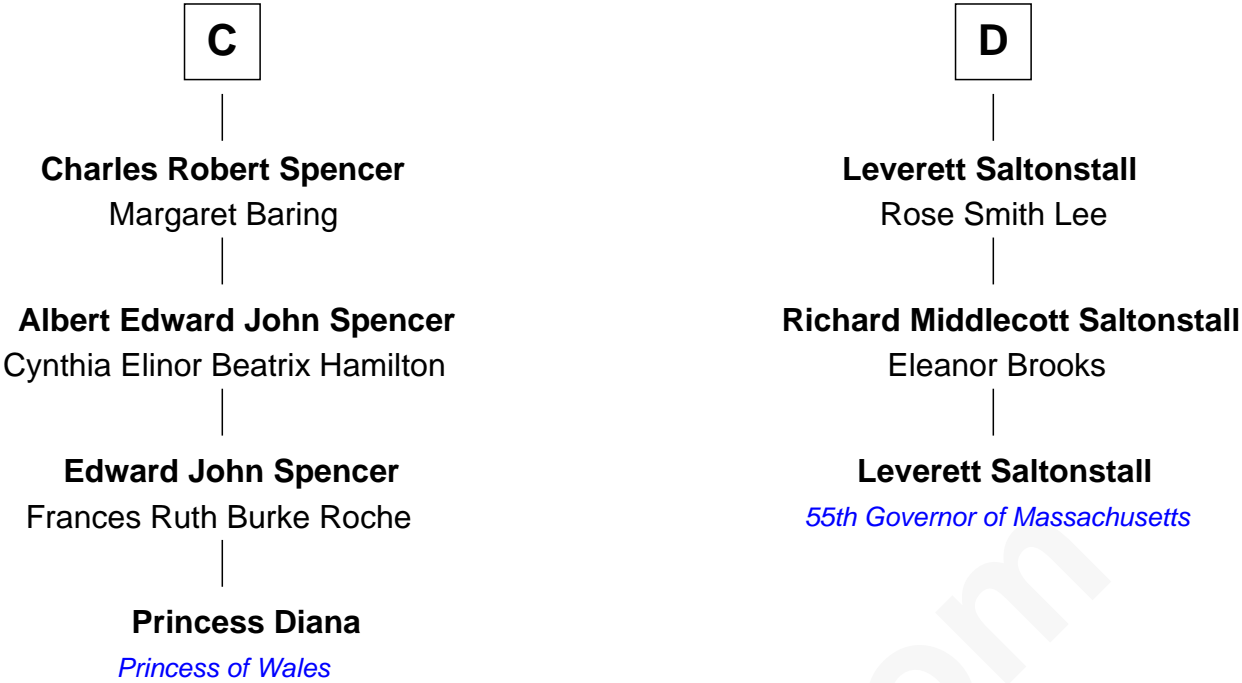 C
Charles Robert Spencer
Margaret Baring
Albert Edward John Spencer
Cynthia Elinor Beatrix Hamilton
Edward John Spencer
Frances Ruth Burke Roche
Princess Diana
Princess of Wales
D
Leverett Saltonstall
Rose Smith Lee
Richard Middlecott Saltonstall
Eleanor Brooks
Leverett Saltonstall
55th Governor of Massachusetts
om